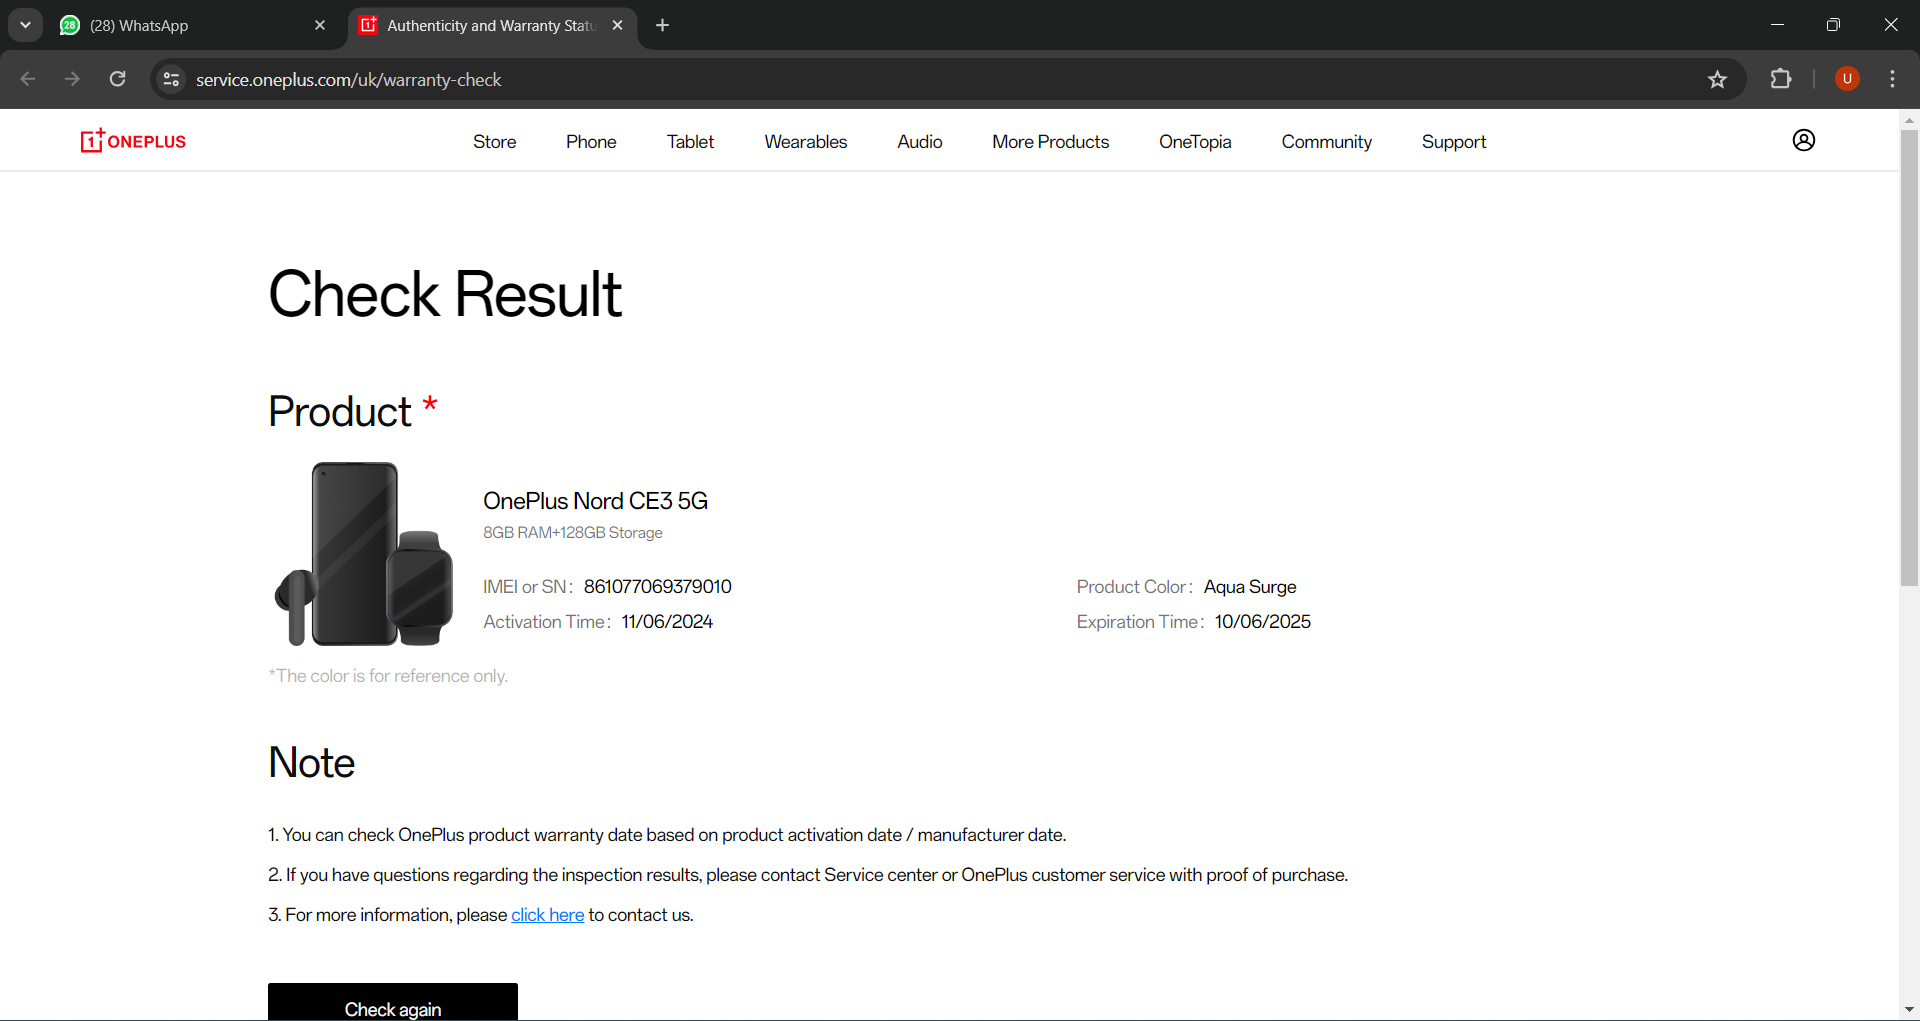 28
(28) WhatsApp
Authenticity and Warranty Statu
service.oneplus.com/uk/warranty-check
U
1+ ONEPLUS
Store Phone Tablet Wearables Audio More Products OneTopia Community Support
Check Result
Product *
OnePlus Nord CE3 5G
8GB RAM+128GB Storage
IMEI or SN: 861077069379010 Product Color: Aqua Surge
Activation Time: 11/06/2024 Expiration Time: 10/06/2025
*The color is for reference only.
Note
1. You can check OnePlus product warranty date based on product activation date / manufacturer date.
2. If you have questions regarding the inspection results, please contact Service center or OnePlus customer service with proof of purchase.
3. For more information, please click here to contact us.
Check again